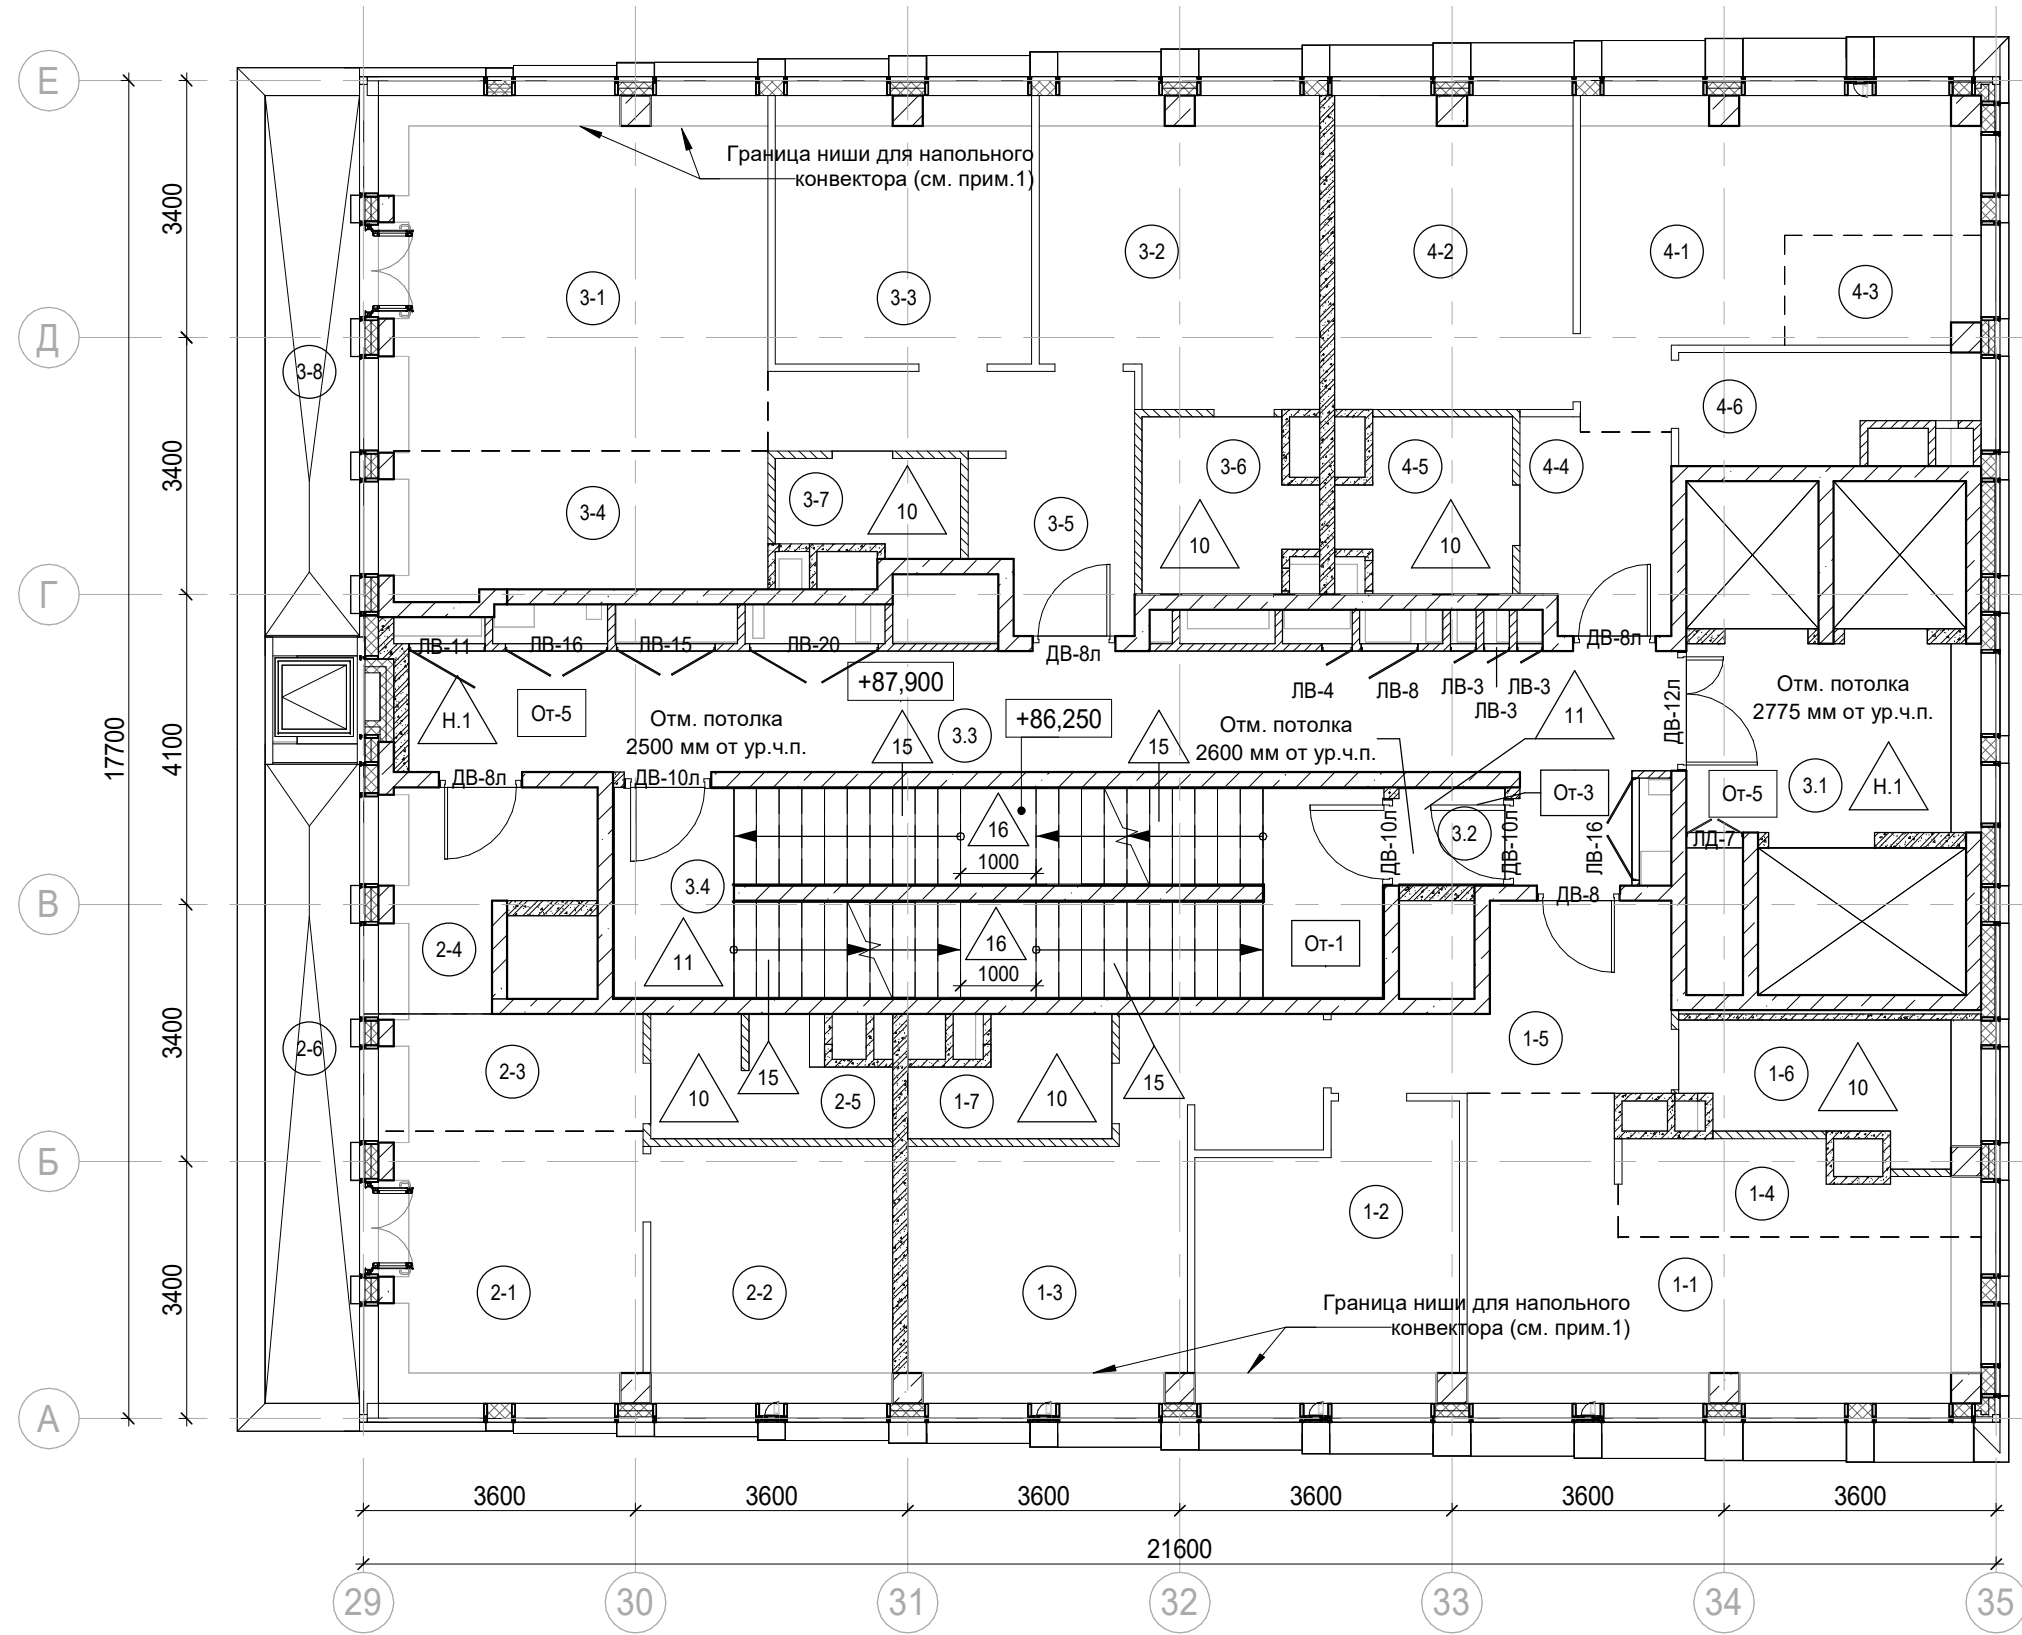 Е
Д
Г
В
Б
А
17700
3400
3400
4100
3400
3400
Граница ниши для напольного
конвектора (см. прим.1)
3-1
3-3
3-2
4-2
4-1
4-3
3-8
4-6
3-4
3-7
10
3-5
3-6
10
4-5
10
4-4
ЛВ-11
ЛВ-16
ЛВ-15
ЛВ-20
ДВ-8л
ДВ-8л
+87,900
ЛВ-4
ЛВ-8
ЛВ-3
ЛВ-3
ЛВ-3
Н.1
От-5
Отм. потолка
2500 мм от ур.ч.п.
15
3.3
+86,250
15
Отм. потолка
2600 мм от ур.ч.п.
11
ДВ-12л
Отм. потолка
2775 мм от ур.ч.п.
ДВ-8л
ДВ-10л
От-3
От-5
3.1
Н.1
16
1000
ДВ-10л
3.2
ДВ-10л
ЛВ-16
ЛД-7
3.4
ДВ-8
2-4
11
16
1000
От-1
2-6
2-3
10
15
2-5
1-7
10
15
1-5
1-6
10
1-4
1-2
2-1
2-2
1-3
1-1
Граница ниши для напольного
конвектора (см. прим.1)
3600
3600
3600
3600
3600
3600
21600
29
30
31
32
33
34
35